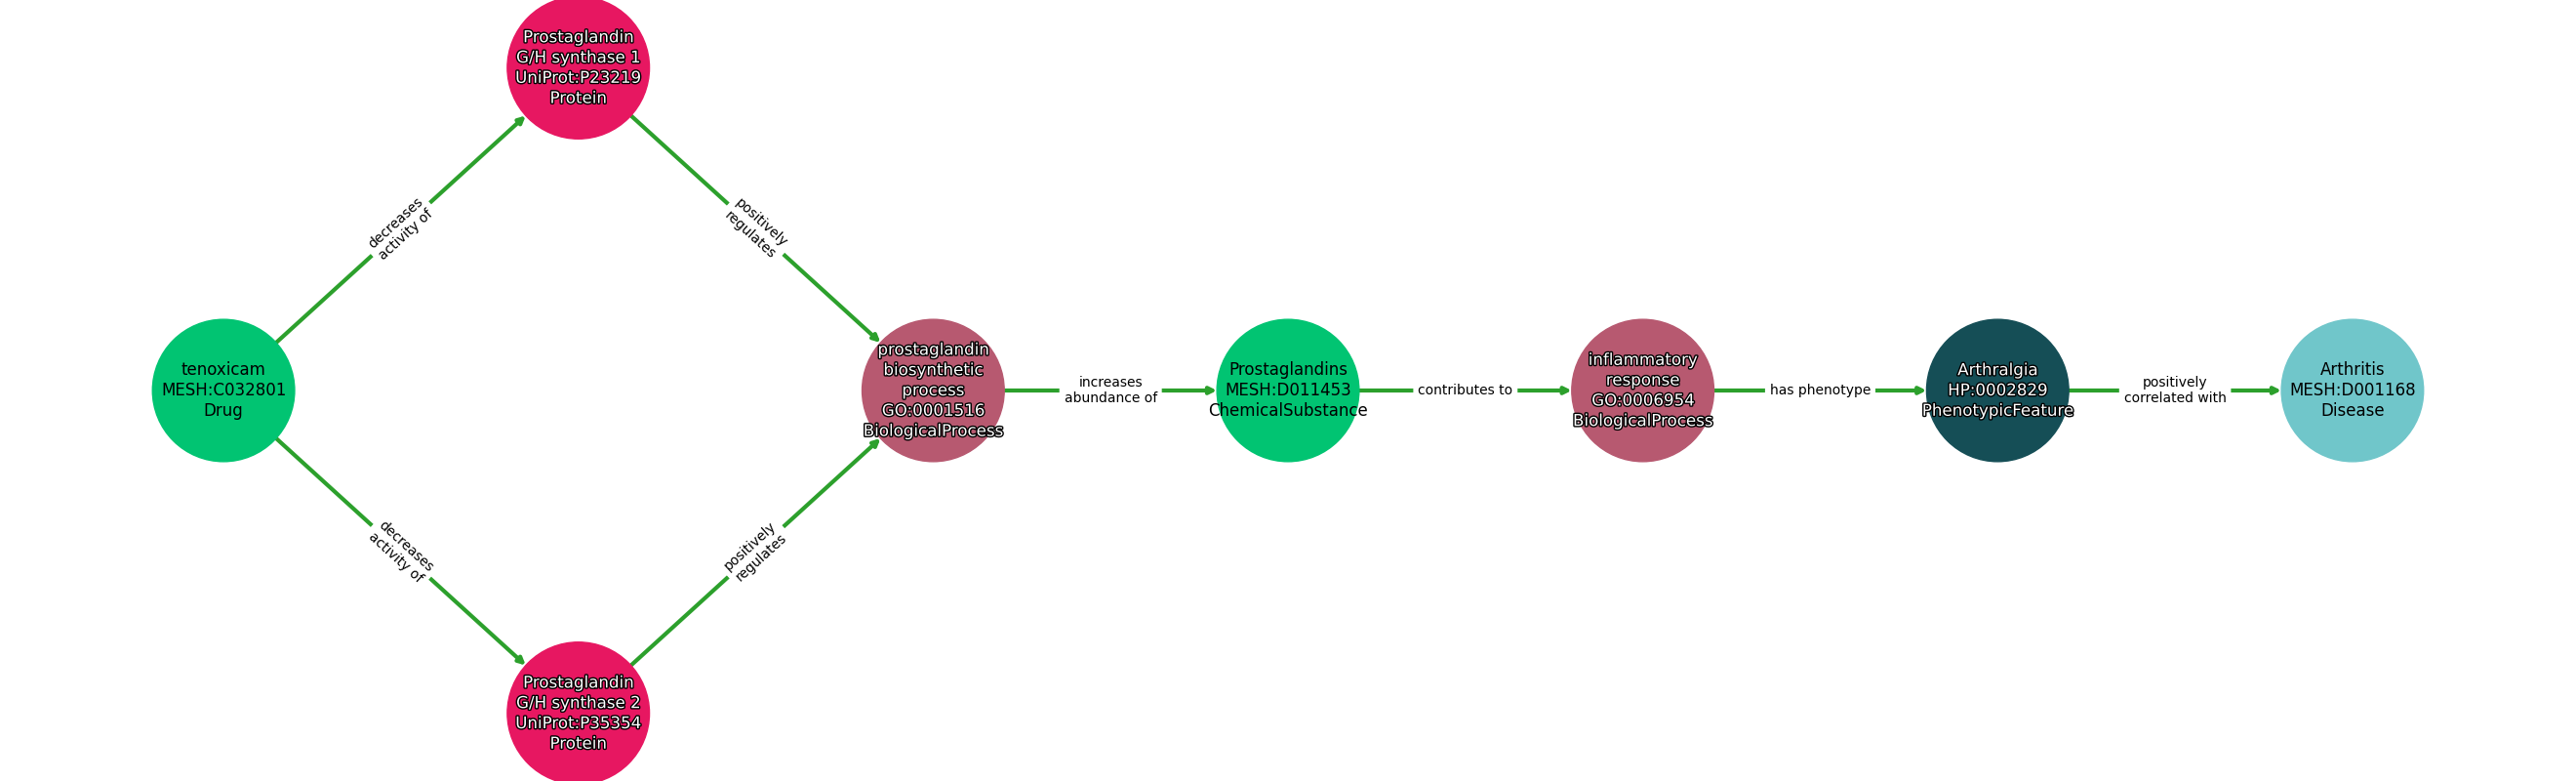 Prostaglandin
G/H synthase 1
UniProt:P23219
Protein
decreases
activity of
positively
regulates
tenoxicam
MESH:C032801
Drug
prostaglandin
biosynthetic
process
GO:0001516
BiologicalProcess
increases
abundance of
Prostaglandins
MESH:D011453
ChemicalSubstance
contributes to
inflammatory
response
GO:0006954
BiologicalProcess
has phenotype
Arthralgia
HP:0002829
PhenotypicFeature
positively
correlated with
Arthritis
MESH:D001168
Disease
decreases
activity of
positively
regulates
Prostaglandin
G/H synthase 2
UniProt:P35354
Protein